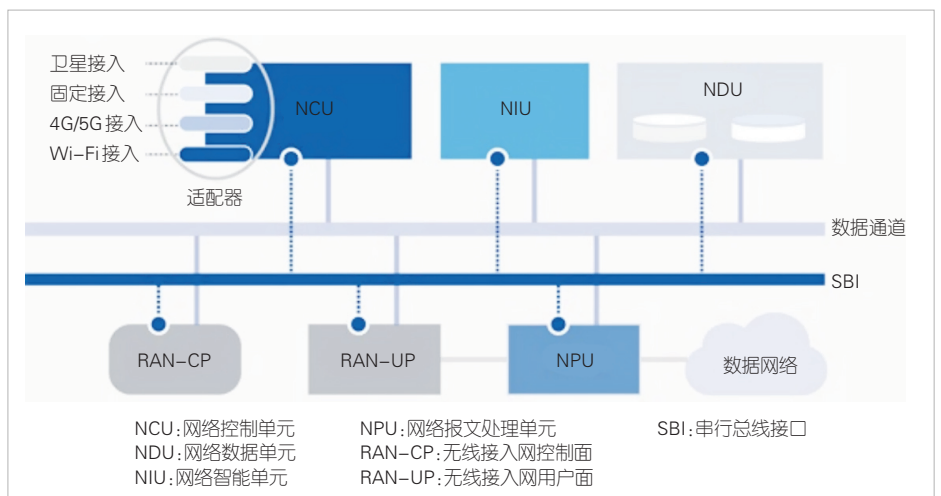 卫星接入
固定接入
4G/5G接入
Wi-Fi接入
适配器
NCU
NIU
NDU
数据通道
SBI
RAN-CP
RAN-UP
NPU
数据网络
NCU:网络控制单元 NPU:网络报文处理单元 SBI:串行总线接口
NDU:网络数据单元 RAN-CP:无线接入网控制面
NIU:网络智能单元 RAN-UP:无线接入网用户面